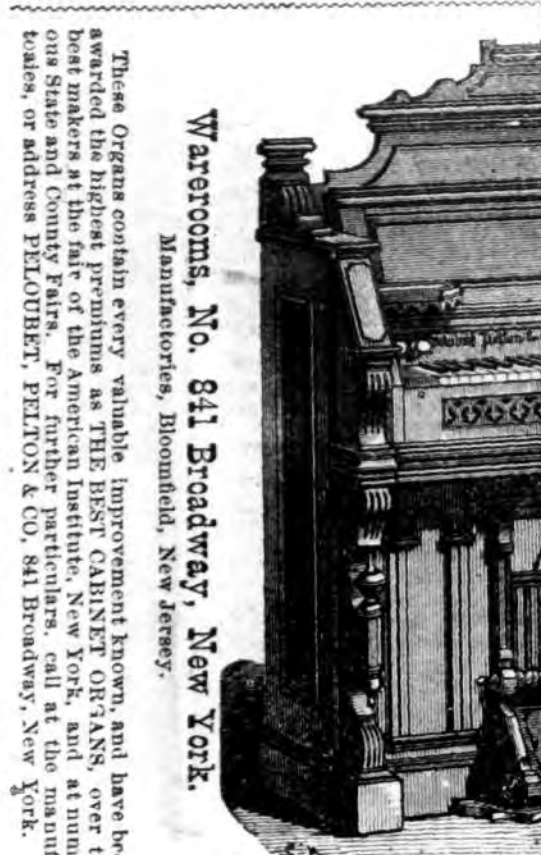 Warerooms, No. 841 Broadway, New York.
Manufactories, Bloomfield, New Jersey.
These Organs contain every valuable improvement known, and have be
awarded the highest premiums as THE BEST CABINET ORGANS, over t
best makers at the fair of the American Institute, New York, and at num
ous State and County Fairs. For further particulars, call at the manuf
toaies, or address PELOUBET, PELTON & CO, 841 Broadway, New York.